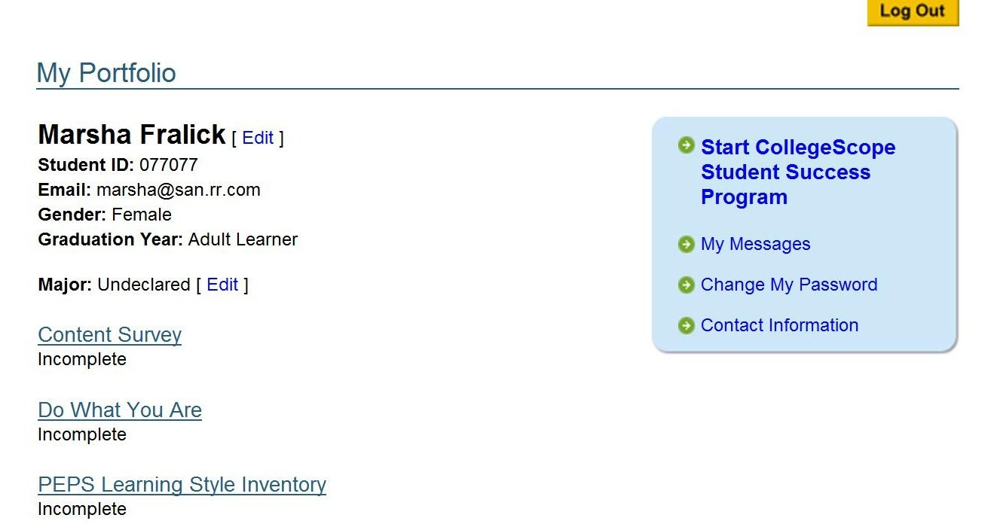 Log Out
My Portfolio
Marsha Fralick [ Edit ]
Student ID: 077077
Email: marsha@san.rr.com
Gender: Female
Graduation Year: Adult Learner
Major: Undeclared [ Edit ]
Content Survey
Incomplete
Do What You Are
Incomplete
PEPS Learning Style Inventory
Incomplete
Start CollegeScope
Student Success
Program
My Messages
Change My Password
Contact Information